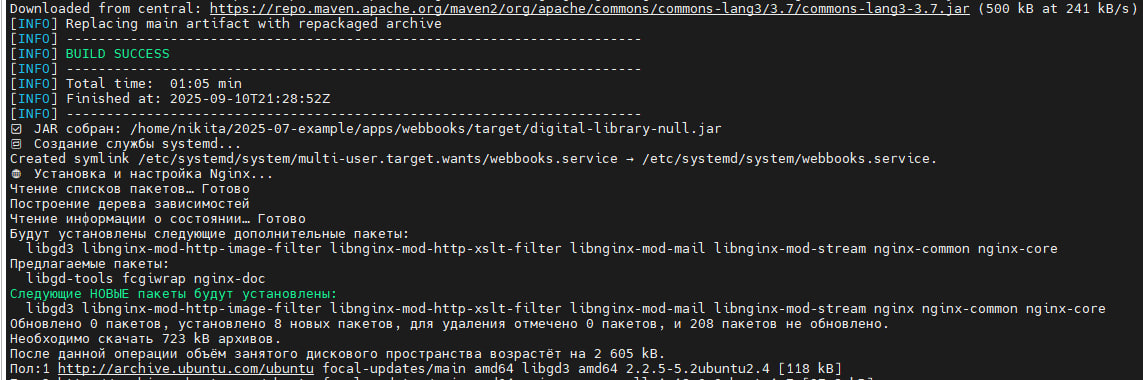 Downloaded from central: https://repo.maven.apache.org/maven2/org/apache/commons/commons-lang3/3.7/commons-lang3-3.7.jar (500 kB at 241 kB/s)
[INFO] Replacing main artifact with repackaged archive
[INFO] ------------------------------------------------------------------------
[INFO] BUILD SUCCESS
[INFO] ------------------------------------------------------------------------
[INFO] Total time:  01:05 min
[INFO] Finished at: 2025-09-10T21:28:52Z
[INFO] ------------------------------------------------------------------------
☑ JAR собран: /home/nikita/2025-07-example/apps/webbooks/target/digital-library-null.jar
Создание службы systemd...
Created symlink /etc/systemd/system/multi-user.target.wants/webbooks.service → /etc/systemd/system/webbooks.service.
🌐 Установка и настройка Nginx...
Чтение списков пакетов… Готово
Построение дерева зависимостей
Чтение информации о состоянии… Готово
Будут установлены следующие дополнительные пакеты:
  libgd3 libnginx-mod-http-image-filter libnginx-mod-http-xslt-filter libnginx-mod-mail libnginx-mod-stream nginx-common nginx-core
Предлагаемые пакеты:
  libgd-tools fcgiwrap nginx-doc
Следующие НОВЫЕ пакеты будут установлены:
  libgd3 libnginx-mod-http-image-filter libnginx-mod-http-xslt-filter libnginx-mod-mail libnginx-mod-stream nginx nginx-common nginx-core
Обновлено 0 пакетов, установлено 8 новых пакетов, для удаления отмечено 0 пакетов, и 208 пакетов не обновлено.
Необходимо скачать 723 kB архивов.
После данной операции объём занятого дискового пространства возрастёт на 2 605 kB.
Пол:1 http://archive.ubuntu.com/ubuntu focal-updates/main amd64 libgd3 amd64 2.2.5-5.2ubuntu2.4 [118 kB]